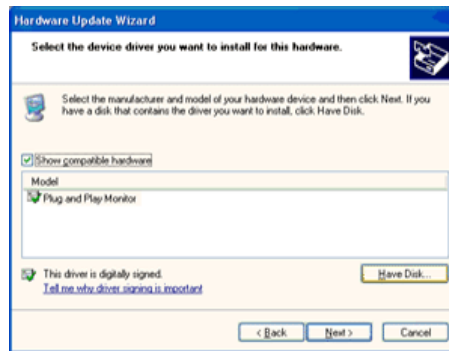 Hardware Update Wizard
Select the device driver you want to install for this hardware.
Select the manufacturer and model of your hardware device and then click Next. If you
have a disk that contains the driver you want to install, click Have Disk.
Show compatible hardware
Model
Plug and Play Monitor
This driver is digitally signed.
Tell me why driver signing is important
Have Disk...
< Back
Next >
Cancel